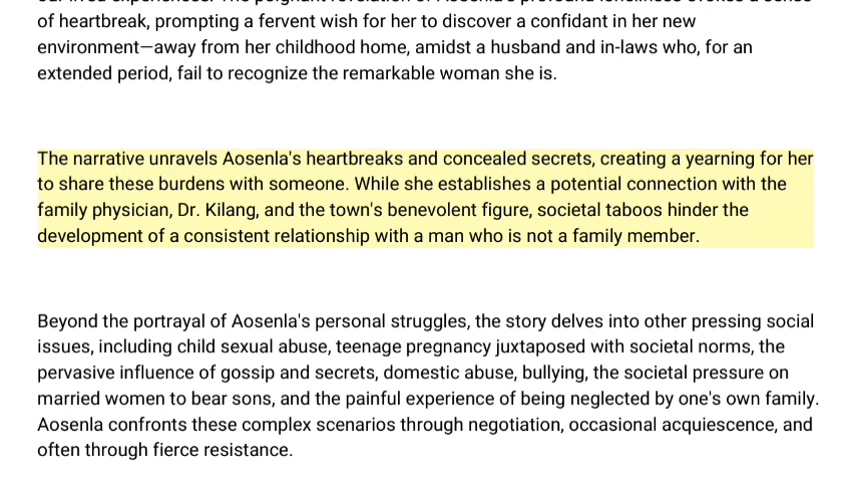 of heartbreak, prompting a fervent wish for her to discover a confidant in her new
environment—away from her childhood home, amidst a husband and in-laws who, for an
extended period, fail to recognize the remarkable woman she is.
The narrative unravels Aosenla's heartbreaks and concealed secrets, creating a yearning for her
to share these burdens with someone. While she establishes a potential connection with the
family physician, Dr. Kilang, and the town's benevolent figure, societal taboos hinder the
development of a consistent relationship with a man who is not a family member.
Beyond the portrayal of Aosenla's personal struggles, the story delves into other pressing social
issues, including child sexual abuse, teenage pregnancy juxtaposed with societal norms, the
pervasive influence of gossip and secrets, domestic abuse, bullying, the societal pressure on
married women to bear sons, and the painful experience of being neglected by one's own family.
Aosenla confronts these complex scenarios through negotiation, occasional acquiescence, and
often through fierce resistance.